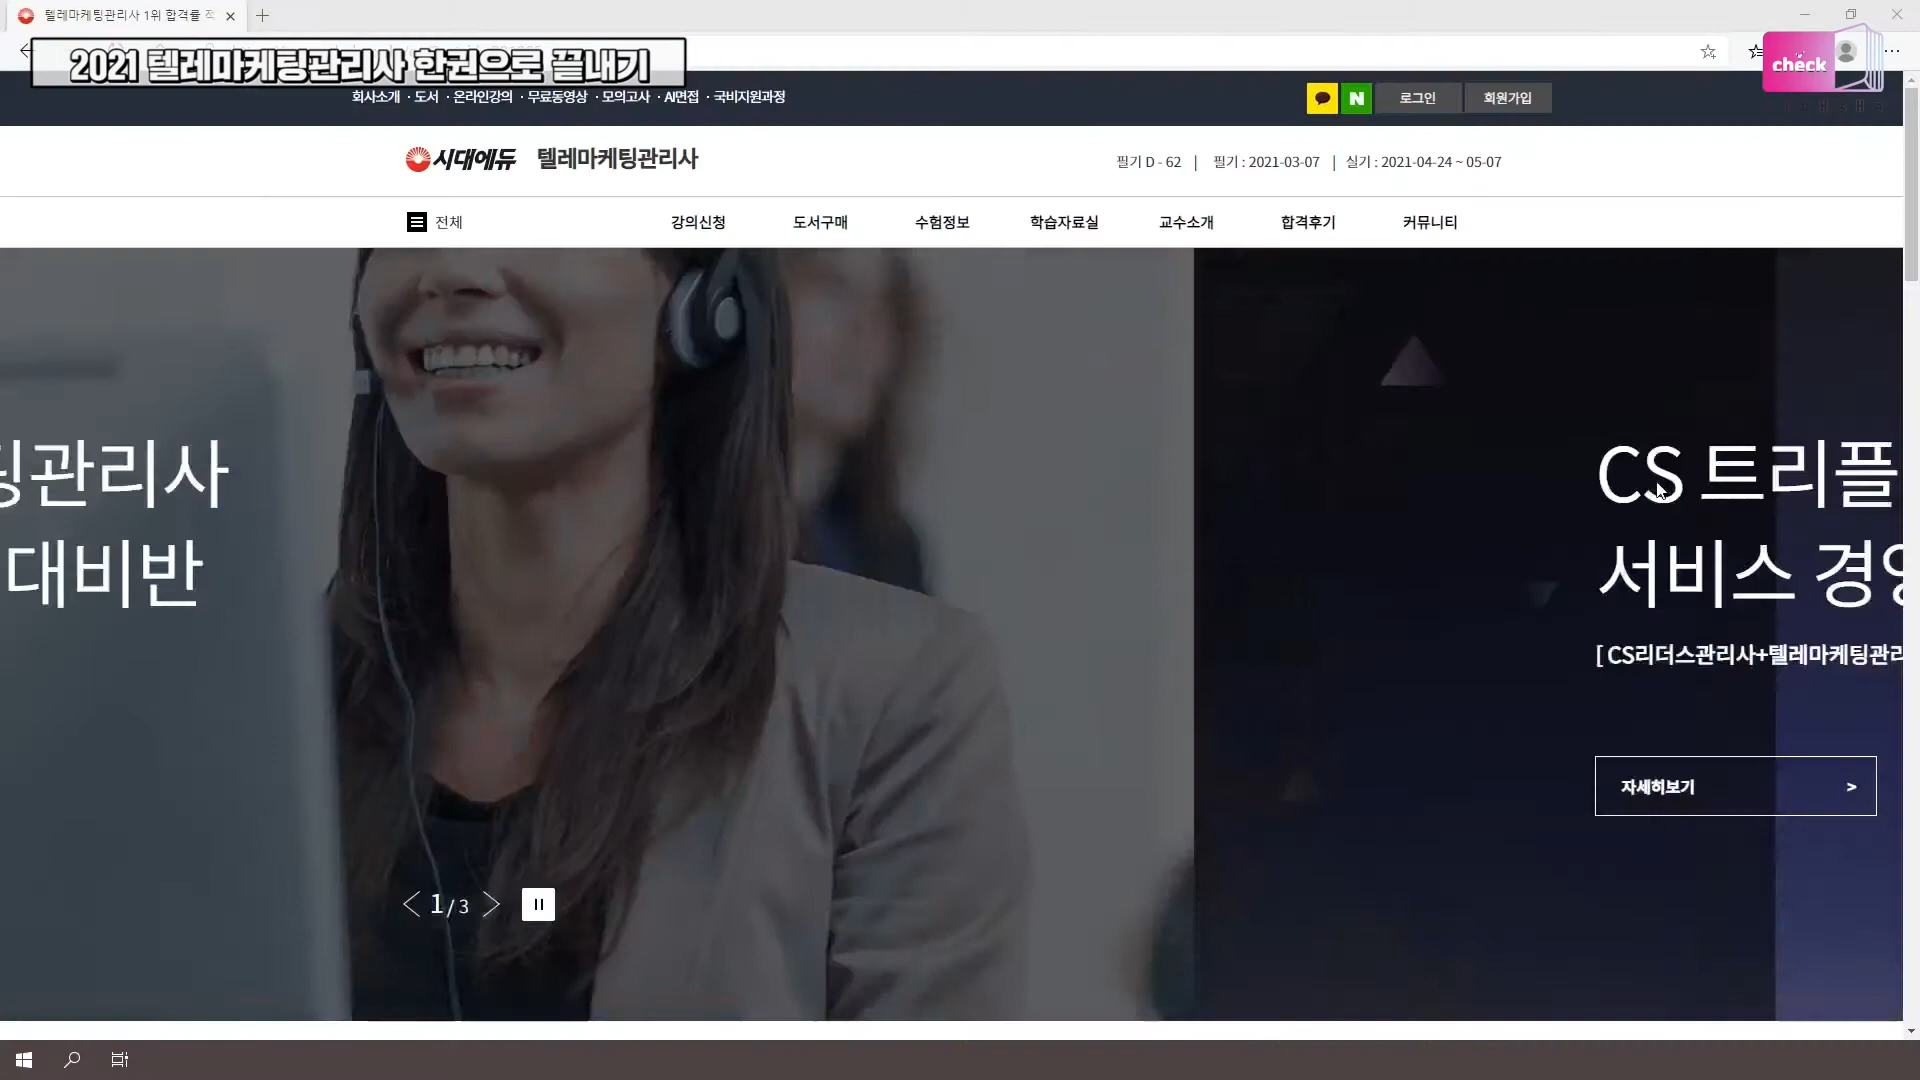 텔레마케팅관리사 1위 합격률 적
2021 텔레마케팅관리사 한권으로 끝내기
check
회사소개 · 도서 · 온라인강의 · 무료동영상 · 모의고사 · AI면접 · 국비지원과정
N
로그인
회원가입
시대에듀 텔레마케팅관리사
필기 D - 62 | 필기 : 2021-03-07 | 실기 : 2021-04-24 ~ 05-07
전체
강의신청
도서구매
수험정보
학습자료실
교수소개
합격후기
커뮤니티
팅관리사
대비반
CS 트리플
서비스 경영
[ CS리더스관리사+텔레마케팅관리
자세히보기 >
1 / 3